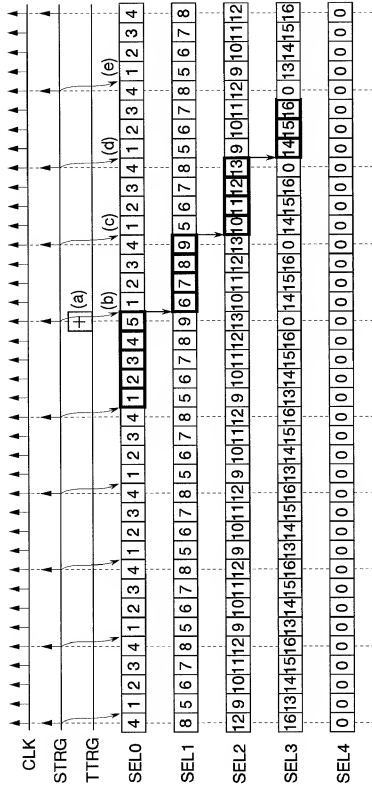 CLK
STRG
TTRG + (a)
(b) (c) (d) (e)
SEL0 4 1 2 3 4 1 2 3 4 1 2 3 4 1 2 3 4 1 2 3 4 5 1 2 3 4 1 2 3 4 1 2 3 4 1 2 3 4
SEL1 8 5 6 7 8 5 6 7 8 5 6 7 8 5 6 7 8 5 6 7 8 9 6 7 8 9 5 6 7 8 5 6 7 8 5 6 7 8
SEL2 12 9 10 11 12 9 10 11 12 9 10 11 12 9 10 11 12 9 10 11 12 13 10 11 12 13 10 11 12 13 9 10 11 12 9 10 11 12
SEL3 16 13 14 15 16 13 14 15 16 13 14 15 16 13 14 15 16 13 14 15 16 0 14 15 16 0 14 15 16 0 14 15 16 0 13 14 15 16
SEL4 0 0 0 0 0 0 0 0 0 0 0 0 0 0 0 0 0 0 0 0 0 0 0 0 0 0 0 0 0 0 0 0 0 0 0 0 0 0